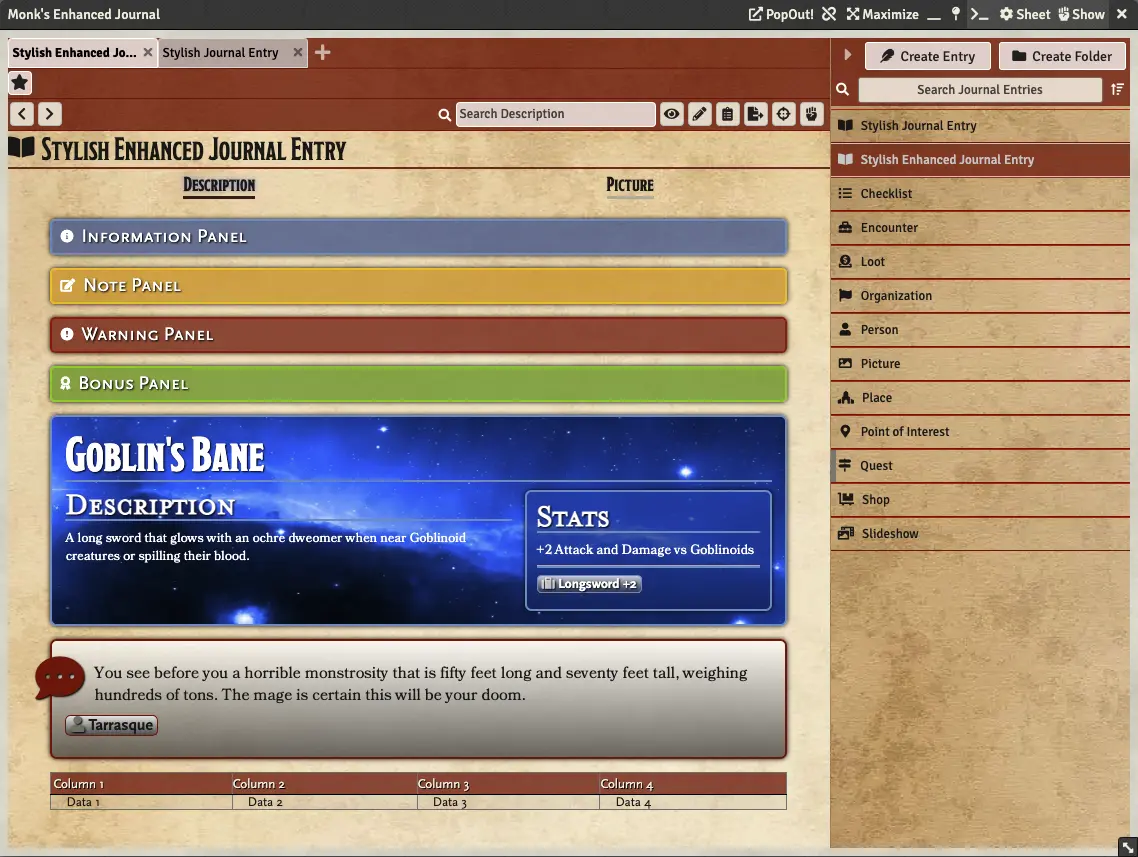 Monk's Enhanced Journal
PopOut!
Maximize
Sheet
Show
Stylish Enhanced Jo...
Stylish Journal Entry
Search Description
Stylish Enhanced Journal Entry
Description
Picture
Information Panel
Note Panel
Warning Panel
Bonus Panel
Goblin's Bane
Description
A long sword that glows with an ochre dweomer when near Goblinoid
creatures or spilling their blood.
Stats
+2 Attack and Damage vs Goblinoids
Longsword +2
You see before you a horrible monstrosity that is fifty feet long and seventy feet tall, weighing
hundreds of tons. The mage is certain this will be your doom.
Tarrasque
Column 1 Column 2 Column 3 Column 4
Data 1 Data 2 Data 3 Data 4
Create Entry
Create Folder
Search Journal Entries
Stylish Journal Entry
Stylish Enhanced Journal Entry
Checklist
Encounter
Loot
Organization
Person
Picture
Place
Point of Interest
Quest
Shop
Slideshow